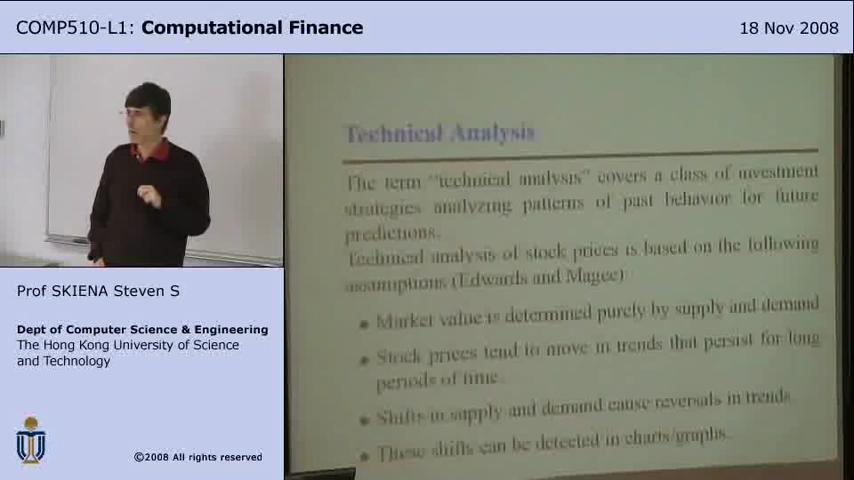 COMP510-L1: Computational Finance
18 Nov 2008
Technical Analysis
The term "technical analysis" covers a class of investment
strategies analyzing patterns of past behavior for future
predictions.
Technical analysis of stock prices is based on the following
assumptions (Edwards and Magee)
• Market value is determined purely by supply and demand
• Stock prices tend to move in trends that persist for long
periods of time.
• Shifts in supply and demand cause reversals in trends.
• These shifts can be detected in charts/graphs.
Prof SKIENA Steven S
Dept of Computer Science & Engineering
The Hong Kong University of Science
and Technology
©2008 All rights reserved